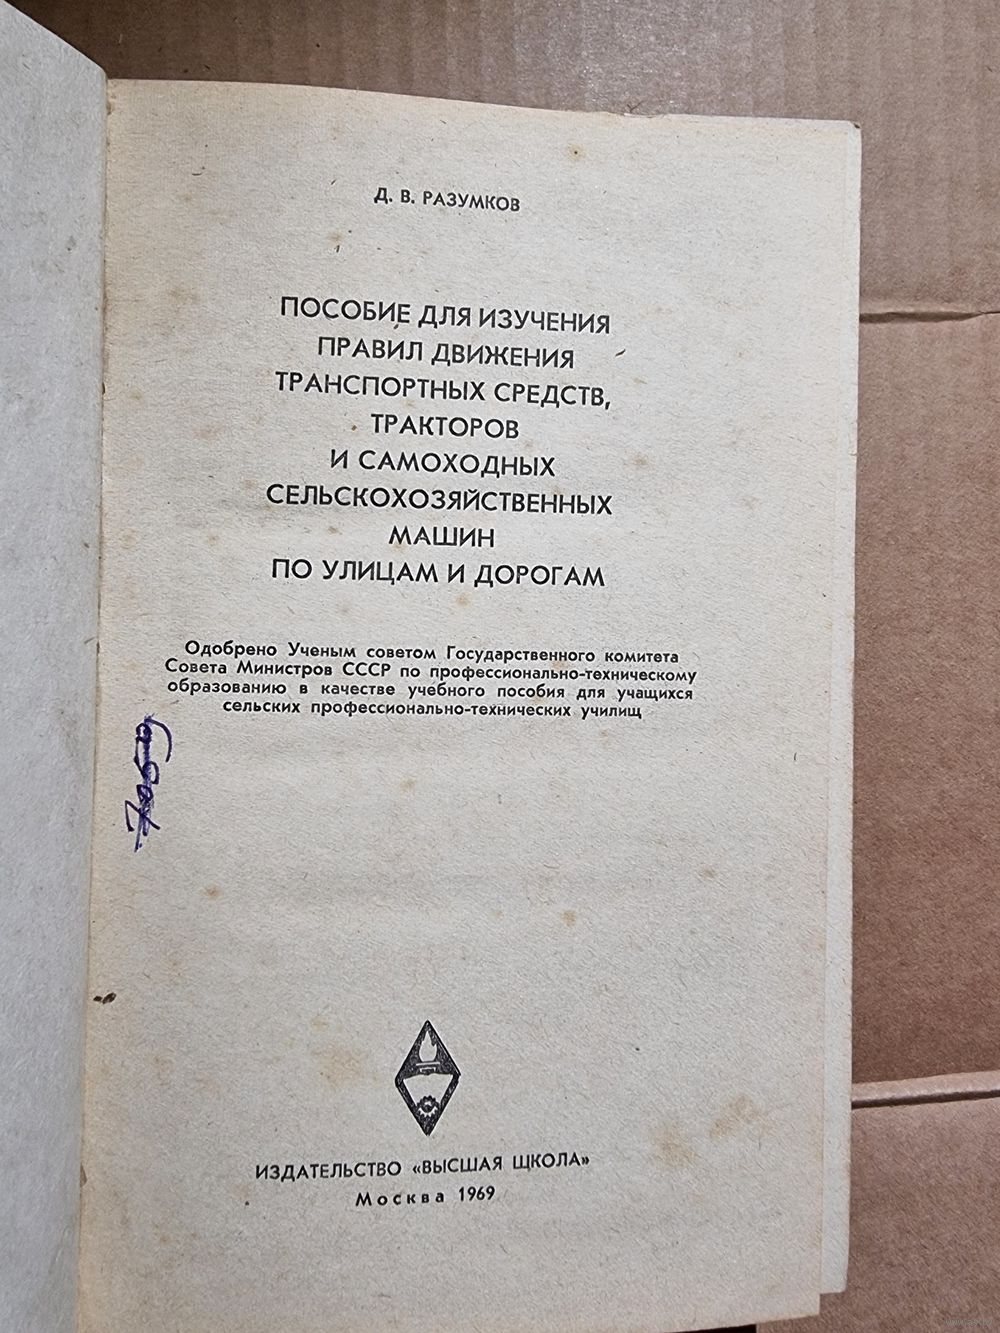 Д. В. РАЗУМКОВ
ПОСОБИЕ ДЛЯ ИЗУЧЕНИЯ
ПРАВИЛ ДВИЖЕНИЯ
ТРАНСПОРТНЫХ СРЕДСТВ,
ТРАКТОРОВ
И САМОХОДНЫХ
СЕЛЬСКОХОЗЯЙСТВЕННЫХ
МАШИН
ПО УЛИЦАМ И ДОРОГАМ
Одобрено Ученым советом Государственного комитета
Совета Министров СССР по профессионально-техническому
образованию в качестве учебного пособия для учащихся
сельских профессионально-технических училищ
ИЗДАТЕЛЬСТВО «ВЫСШАЯ ШКОЛА»
Москва 1969